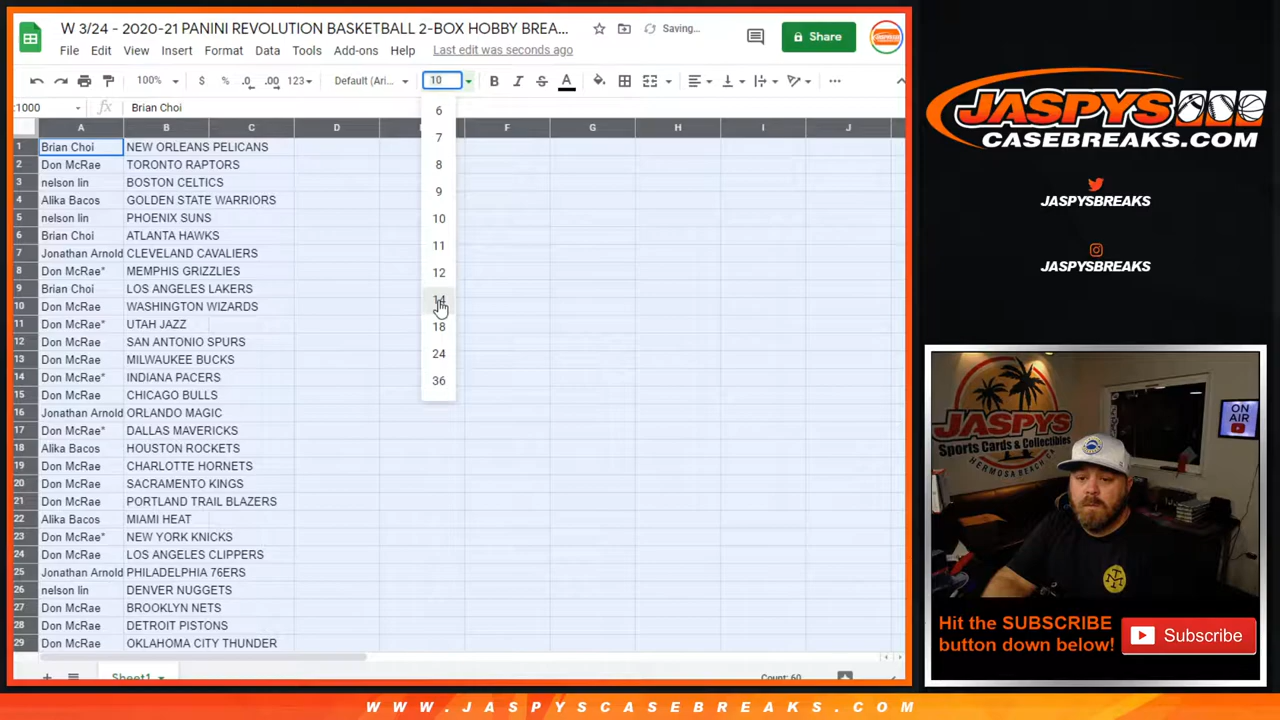 W 3/24 - 2020-21 PANINI REVOLUTION BASKETBALL 2-BOX HOBBY BREA...
Saving...
Share
File Edit View Insert Format Data Tools Add-ons Help Last edit was seconds ago
100% $ % .0 .00 123 Default (Ari... 10 B I S A
:1000 fx Brian Choi
A B C D F G H I J
1 Brian Choi NEW ORLEANS PELICANS
2 Don McRae TORONTO RAPTORS
3 nelson lin BOSTON CELTICS
4 Alika Bacos GOLDEN STATE WARRIORS
5 nelson lin PHOENIX SUNS
6 Brian Choi ATLANTA HAWKS
7 Jonathan Arnold CLEVELAND CAVALIERS
8 Don McRae* MEMPHIS GRIZZLIES
9 Brian Choi LOS ANGELES LAKERS
10 Don McRae WASHINGTON WIZARDS
11 Don McRae* UTAH JAZZ
12 Don McRae SAN ANTONIO SPURS
13 Don McRae MILWAUKEE BUCKS
14 Don McRae* INDIANA PACERS
15 Don McRae CHICAGO BULLS
16 Jonathan Arnold ORLANDO MAGIC
17 Don McRae* DALLAS MAVERICKS
18 Alika Bacos HOUSTON ROCKETS
19 Don McRae CHARLOTTE HORNETS
20 Don McRae SACRAMENTO KINGS
21 Don McRae PORTLAND TRAIL BLAZERS
22 Alika Bacos MIAMI HEAT
23 Don McRae* NEW YORK KNICKS
24 Don McRae LOS ANGELES CLIPPERS
25 Jonathan Arnold PHILADELPHIA 76ERS
26 nelson lin DENVER NUGGETS
27 Don McRae BROOKLYN NETS
28 Don McRae DETROIT PISTONS
29 Don McRae OKLAHOMA CITY THUNDER
6
7
8
9
10
11
12
14
18
24
36
Sheet1
Count: 60
JASPYS
CASEBREAKS.COM
JASPYSBREAKS
JASPYSBREAKS
JASPYS
Sports Cards & Collectibles
HERMOSA BEACH, CA
ON
AIR
Hit the SUBSCRIBE
button down below!
Subscribe
WWW.JASPYSCASEBREAKS.COM